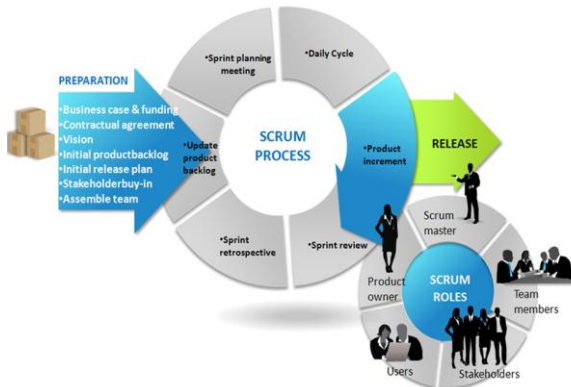 PREPARATION
•Business case & funding
•Contractual agreement
•Vision
•Initial productbacklog
•Initial release plan
•Stakeholderbuy-in
•Assemble team
•Sprint planning
meeting
•Daily Cycle
•Update
product
backlog
SCRUM
PROCESS
•Product
increment
RELEASE
•Sprint
retrospective
•Sprint review
Scrum
master
Product
owner
SCRUM
ROLES
Team
members
Users
Stakeholders